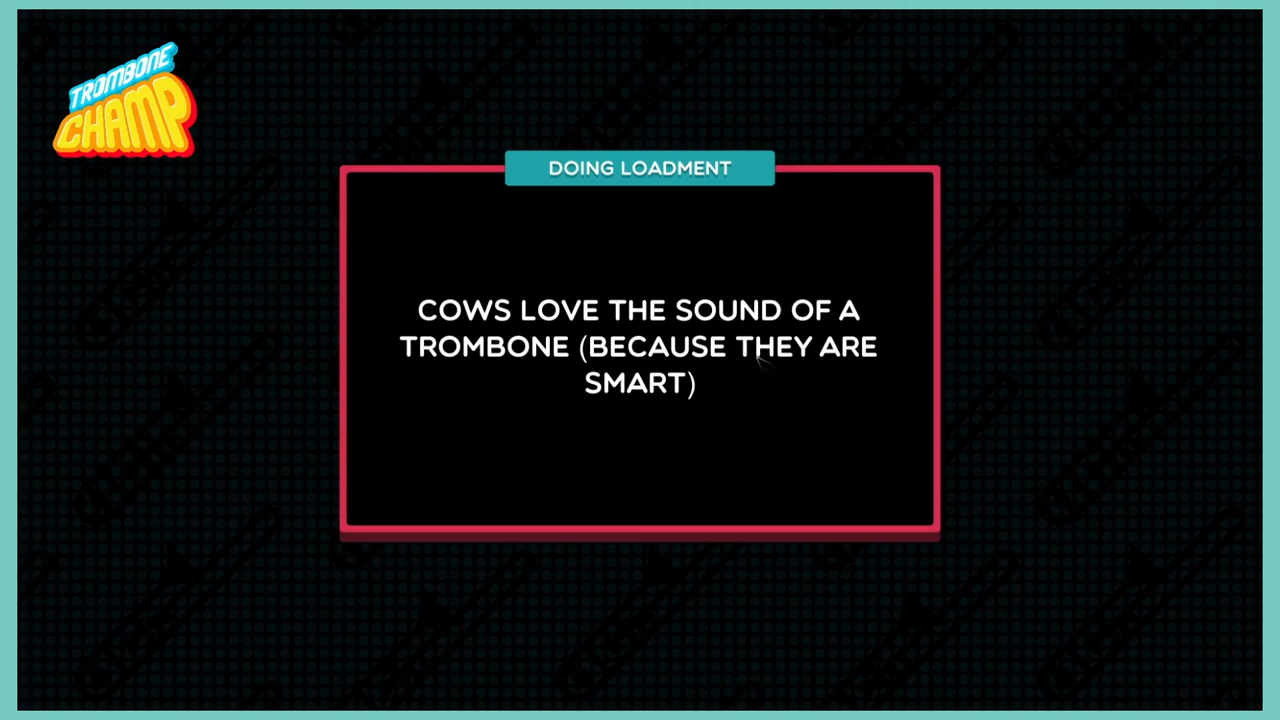 TROMBONE
CHAMP
DOING LOADMENT
COWS LOVE THE SOUND OF A
TROMBONE (BECAUSE THEY ARE
SMART)